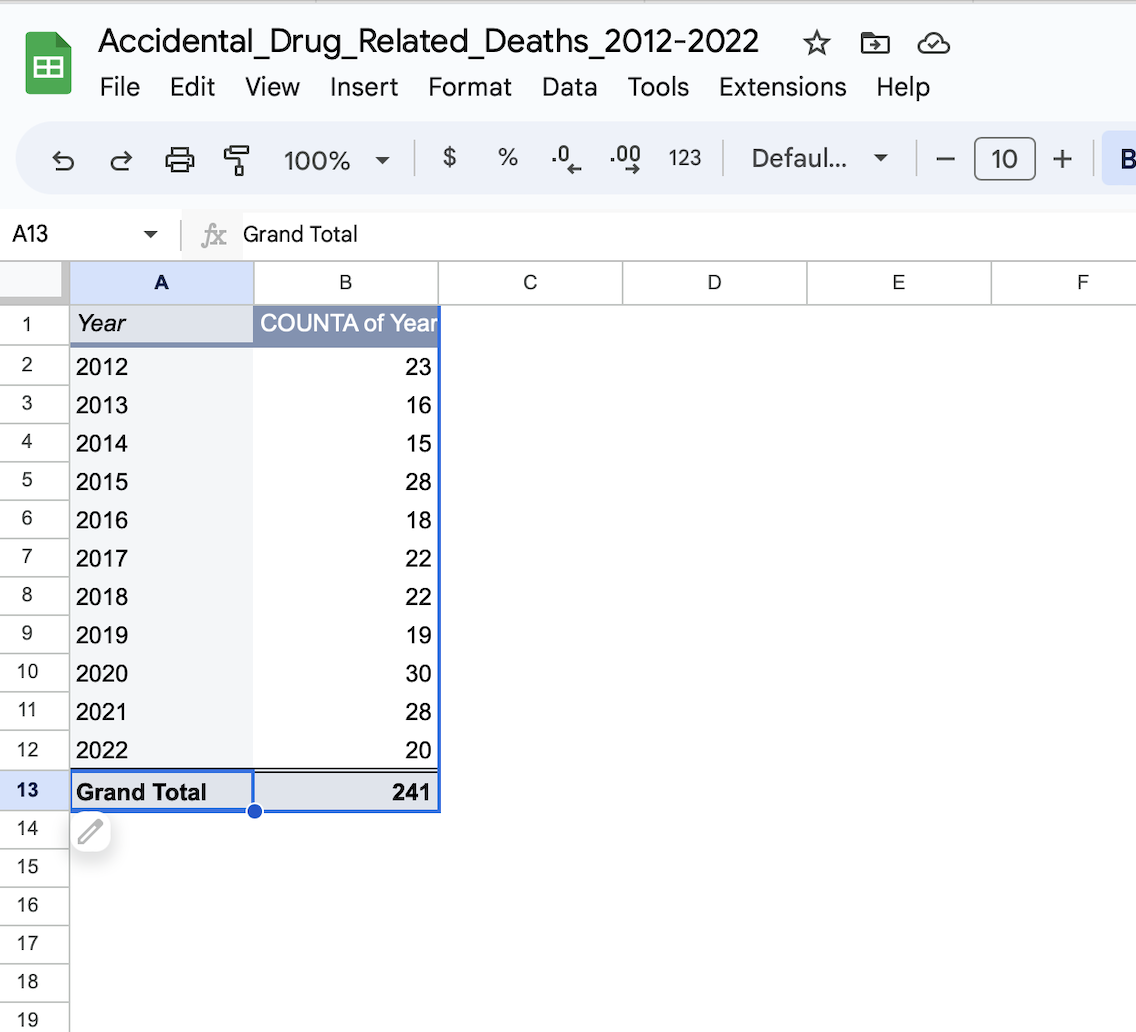 Accidental_Drug_Related_Deaths_2012-2022
File Edit View Insert Format Data Tools Extensions Help
100% $ % .0 .00 123 Defaul... — 10 + B
A13 fx Grand Total
A B C D E F
1 Year COUNTA of Year
2 2012 23
3 2013 16
4 2014 15
5 2015 28
6 2016 18
7 2017 22
8 2018 22
9 2019 19
10 2020 30
11 2021 28
12 2022 20
13 Grand Total 241
14
15
16
17
18
19